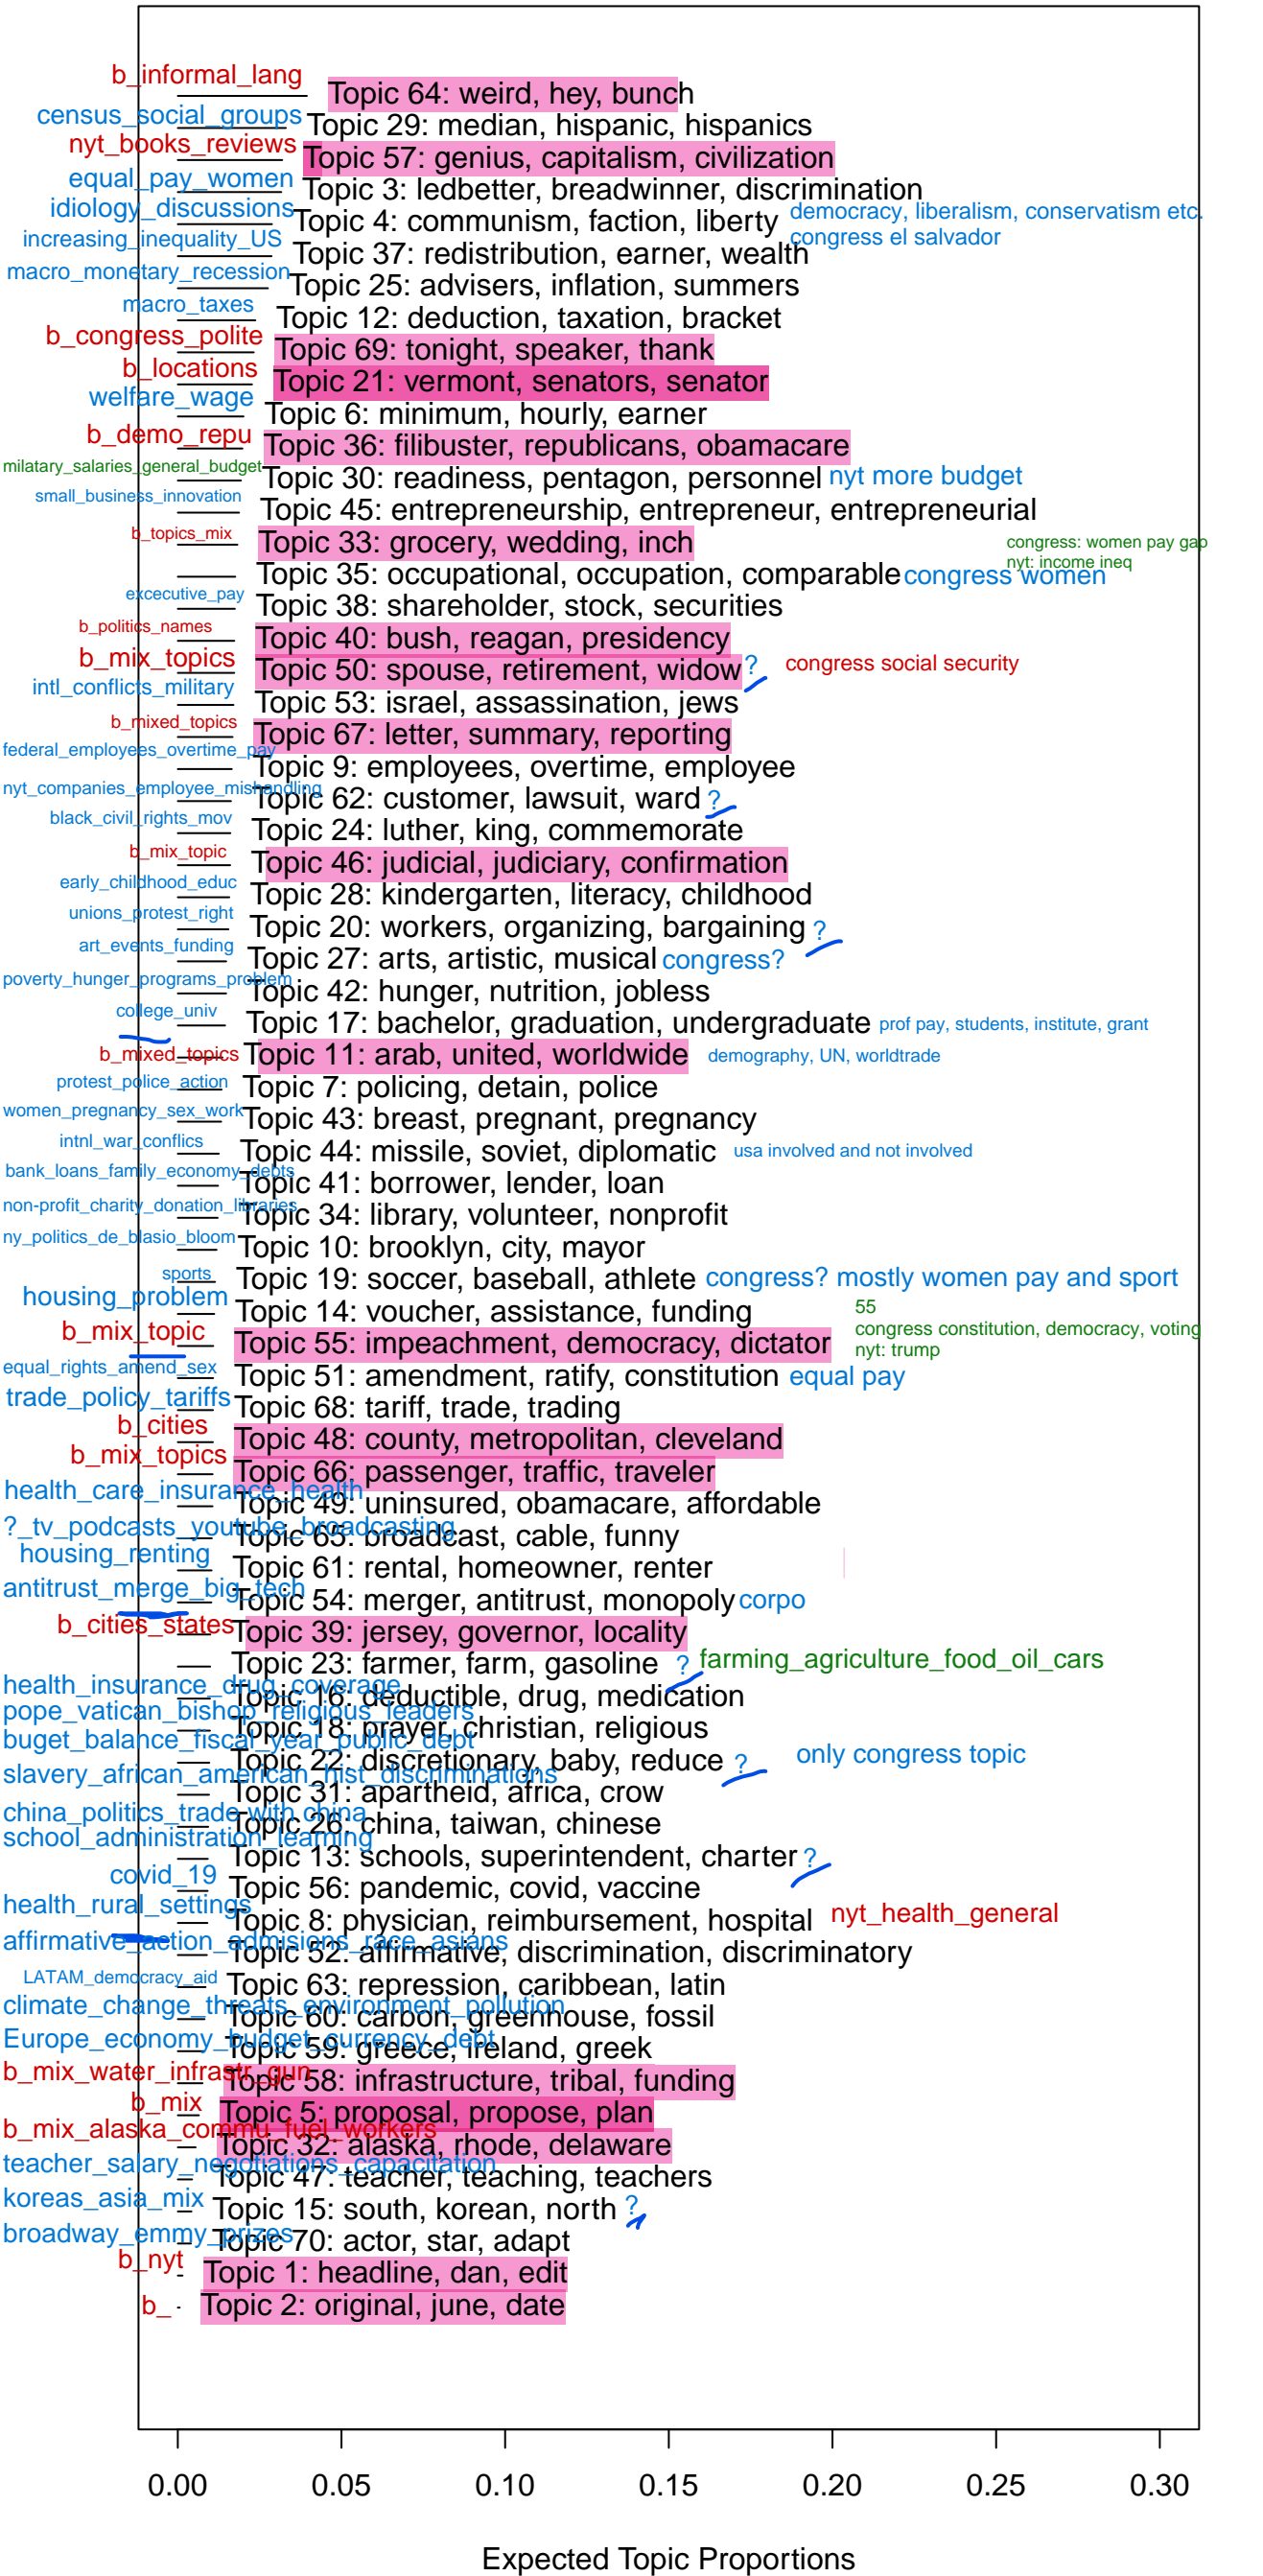 b_informal_lang
Topic 64: weird, hey, bunch
census_social_groups
Topic 29: median, hispanic, hispanics
nyt_books_reviews
Topic 57: genius, capitalism, civilization
equal_pay_women
Topic 3: ledbetter, breadwinner, discrimination
idiology_discussions
Topic 4: communism, faction, liberty
democracy, liberalism, conservatism etc.
congress el salvador
increasing_inequality_US
Topic 37: redistribution, earner, wealth
macro_monetary_recession
Topic 25: advisers, inflation, summers
macro_taxes
Topic 12: deduction, taxation, bracket
b_congress_polite
Topic 69: tonight, speaker, thank
b_locations
Topic 21: vermont, senators, senator
welfare_wage
Topic 6: minimum, hourly, earner
b_demo_repu
Topic 36: filibuster, republicans, obamacare
milatary_salaries_general_budget
Topic 30: readiness, pentagon, personnel
nyt more budget
small_business_innovation
Topic 45: entrepreneurship, entrepreneur, entrepreneurial
b_topics_mix
Topic 33: grocery, wedding, inch
congress: women pay gap
nyt: income ineq
Topic 35: occupational, occupation, comparable
congress women
excecutive_pay
Topic 38: shareholder, stock, securities
b_politics_names
Topic 40: bush, reagan, presidency
b_mix_topics
Topic 50: spouse, retirement, widow
?
congress social security
intl_conflicts_military
Topic 53: israel, assassination, jews
b_mixed_topics
Topic 67: letter, summary, reporting
federal_employees_overtime_pay
Topic 9: employees, overtime, employee
nyt_companies_employee_mishandling
Topic 62: customer, lawsuit, ward
?
black_civil_rights_mov
Topic 24: luther, king, commemorate
b_mix_topic
Topic 46: judicial, judiciary, confirmation
early_childhood_educ
Topic 28: kindergarten, literacy, childhood
unions_protest_right
Topic 20: workers, organizing, bargaining
?
art_events_funding
Topic 27: arts, artistic, musical
congress?
poverty_hunger_programs_problem
Topic 42: hunger, nutrition, jobless
college_univ
Topic 17: bachelor, graduation, undergraduate
prof pay, students, institute, grant
b_mixed_topics
Topic 11: arab, united, worldwide
demography, UN, worldtrade
protest_police_action
Topic 7: policing, detain, police
women_pregnancy_sex_work
Topic 43: breast, pregnant, pregnancy
intnl_war_conflics
Topic 44: missile, soviet, diplomatic
usa involved and not involved
bank_loans_family_economy_debts
Topic 41: borrower, lender, loan
non-profit_charity_donation_libraries
Topic 34: library, volunteer, nonprofit
ny_politics_de_blasio_bloom
Topic 10: brooklyn, city, mayor
sports
Topic 19: soccer, baseball, athlete
congress? mostly women pay and sport
housing_problem
Topic 14: voucher, assistance, funding
55
congress constitution, democracy, voting
nyt: trump
b_mix_topic
Topic 55: impeachment, democracy, dictator
equal_rights_amend_sex
Topic 51: amendment, ratify, constitution
equal pay
trade_policy_tariffs
Topic 68: tariff, trade, trading
b_cities
Topic 48: county, metropolitan, cleveland
b_mix_topics
Topic 66: passenger, traffic, traveler
health_care_insurance_health
Topic 49: uninsured, obamacare, affordable
?_tv_podcasts_youtube_broadcasting
Topic 65: broadcast, cable, funny
housing_renting
Topic 61: rental, homeowner, renter
antitrust_merge_big_tech
Topic 54: merger, antitrust, monopoly
corpo
b_cities_states
Topic 39: jersey, governor, locality
Topic 23: farmer, farm, gasoline
?
farming_agriculture_food_oil_cars
health_insurance_drug_coverage
Topic 16: deductible, drug, medication
pope_vatican_bishop_religious_leaders
Topic 18: prayer, christian, religious
buget_balance_fiscal_year_public_debt
Topic 22: discretionary, baby, reduce
?
only congress topic
slavery_african_american_hist_discriminations
Topic 31: apartheid, africa, crow
china_politics_trade with china
Topic 26: china, taiwan, chinese
school_administration_learning
Topic 13: schools, superintendent, charter
?
covid_19
Topic 56: pandemic, covid, vaccine
health_rural_settings
Topic 8: physician, reimbursement, hospital
nyt_health_general
affirmative_action_admisions_race_asians
Topic 52: affirmative, discrimination, discriminatory
LATAM_democracy_aid
Topic 63: repression, caribbean, latin
climate_change_threats_environment_pollution
Topic 60: carbon, greenhouse, fossil
Europe_economy_budget_currency_debt
Topic 59: greece, ireland, greek
b_mix_water_infrastr_gun
Topic 58: infrastructure, tribal, funding
b_mix
Topic 5: proposal, propose, plan
b_mix_alaska_commu_fuel_workers
Topic 32: alaska, rhode, delaware
teacher_salary_negotiations_capacitation
Topic 47: teacher, teaching, teachers
koreas_asia_mix
Topic 15: south, korean, north
?
broadway_emmy_prizes
Topic 70: actor, star, adapt
b_nyt
Topic 1: headline, dan, edit
b_
Topic 2: original, june, date
0.00 0.05 0.10 0.15 0.20 0.25 0.30
Expected Topic Proportions